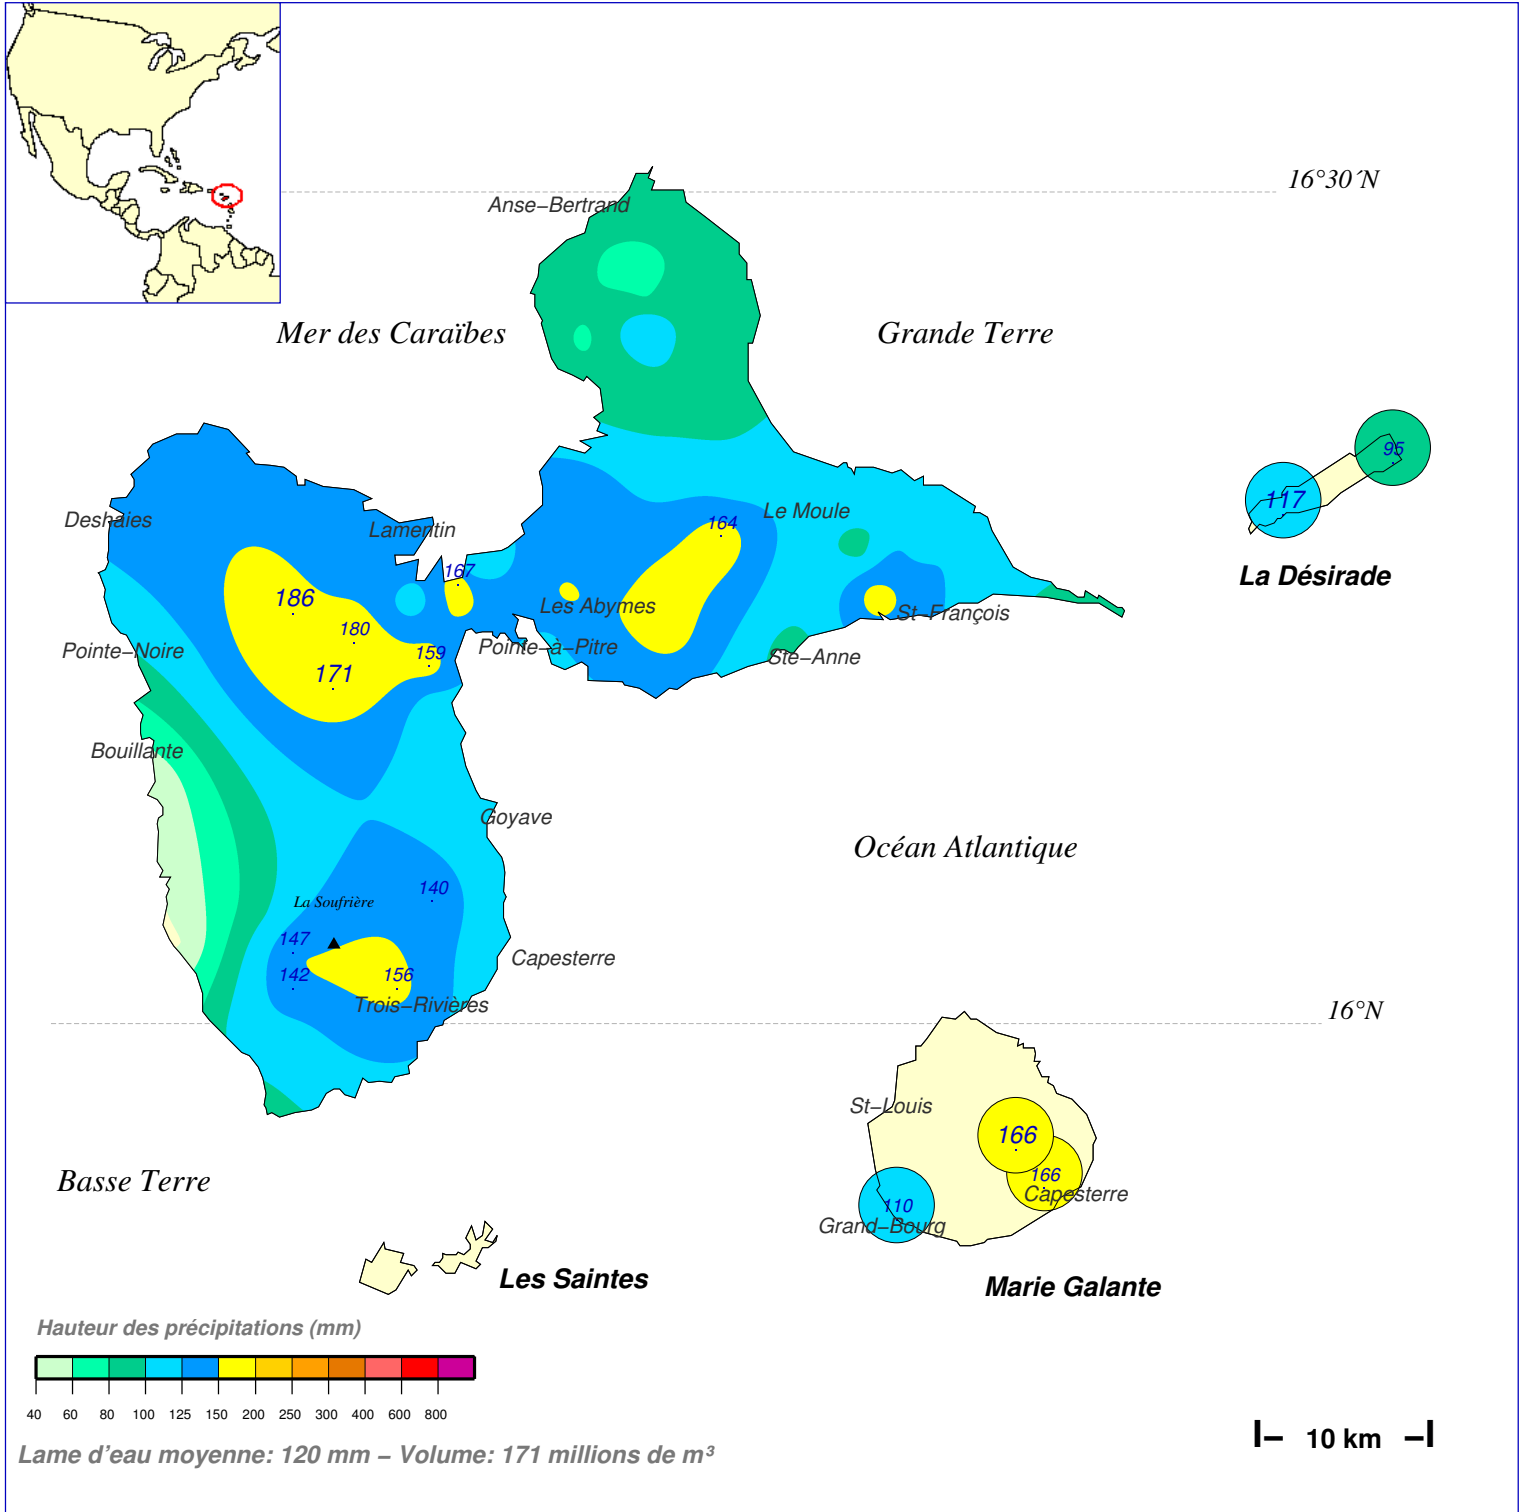 16°30´N
Anse−Bertrand
Mer des Caraïbes
Grande Terre
95
117
La Désirade
Deshaies
Lamentin
Le Moule
164
167
186
Les Abymes
St−François
180
Pointe−Noire
159
Pointe−à−Pitre
Ste−Anne
171
Bouillante
Goyave
Océan Atlantique
140
La Soufrière
147
Capesterre
142
156
Trois−Rivières
16°N
St−Louis
166
166
Capesterre
110
Grand−Bourg
Basse Terre
Les Saintes
Marie Galante
Hauteur des précipitations (mm)
40 60 80 100 125 150 200 250 300 400 600 800
Lame d'eau moyenne: 120 mm − Volume: 171 millions de m³
10 km